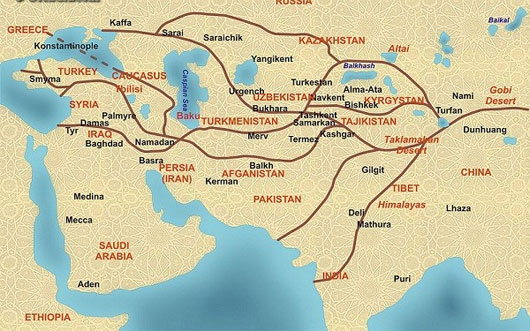 RUSSIA
Kaffa
GREECE
Sarai
Saraichik
KAZAKHSTAN
Altai
Baikal
Konstantinople
Yangikent
Balkhash
Smyrna
TURKEY
CAUCASUS
Tbilisi
Caspian Sea
Urgench
Turkestan
Alma-Ata
UZBEKISTAN
Navkent
Bishkek
KYRGYSTAN
Nami
Gobi
Desert
SYRIA
Palmyre
Baku
Bukhara
Tashkent
Turfan
Tyr
Damas
TURKMENISTAN
Samarkan
TAJIKISTAN
Dunhuang
IRAQ
Baghdad
Namadap
Merv
Termez
Kashgar
Taklamahan
Desert
Basra
PERSIA
(IRAN)
Balkh
AFGANISTAN
Gilgit
CHINA
Kerman
Medina
PAKISTAN
TIBET
Himalayas
Mecca
Deli
Mathura
Lhaza
SAUDI
ARABIA
Aden
INDIA
Puri
ETHIOPIA